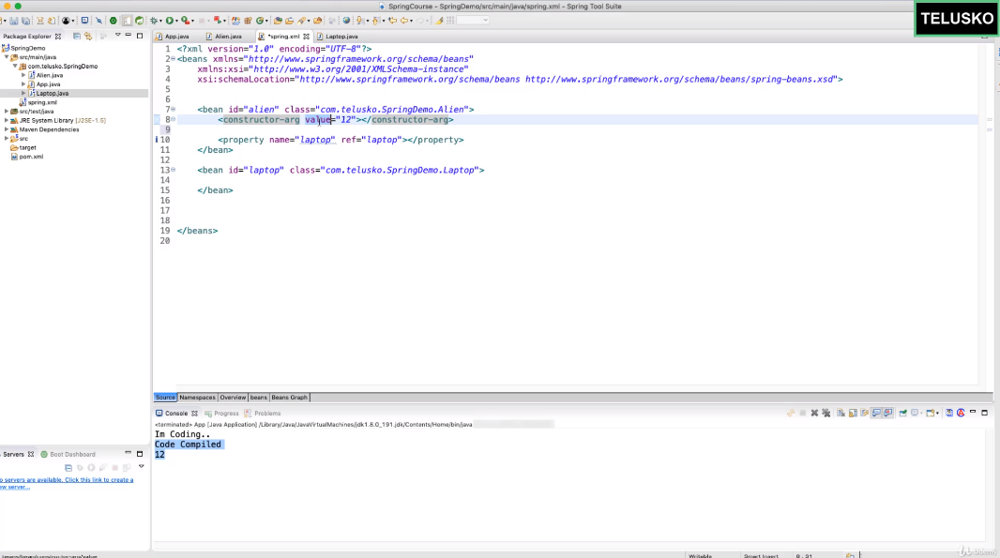 SpringCourse - SpringDemo/src/main/java/spring.xml - Spring Tool Suite
TELUSKO
Package Explorer
SpringDemo
src/main/java
com.telusko.SpringDemo
Alien.java
App.java
Laptop.java
spring.xml
src/test/java
JRE System Library [J2SE-1.5]
Maven Dependencies
src
target
pom.xml
App.java
Alien.java
*spring.xml
Laptop.java
1 <?xml version="1.0" encoding="UTF-8"?>
2 <beans xmlns="http://www.springframework.org/schema/beans"
3 xmlns:xsi="http://www.w3.org/2001/XMLSchema-instance"
4 xsi:schemaLocation="http://www.springframework.org/schema/beans http://www.springframework.org/schema/beans/spring-beans.xsd">
5
6
7 <bean id="alien" class="com.telusko.SpringDemo.Alien">
8 <constructor-arg value="12"></constructor-arg>
9
10 <property name="laptop" ref="laptop"></property>
11 </bean>
12
13 <bean id="laptop" class="com.telusko.SpringDemo.Laptop">
14
15 </bean>
16
17
18
19 </beans>
20
Source Namespaces Overview beans Beans Graph
Console Progress Problems
<terminated> App [Java Application] /Library/Java/JavaVirtualMachines/jdk1.8.0_191.jdk/Contents/Home/bin/java
Im Coding..
Code Compiled
12
Servers Boot Dashboard
servers are available. Click this link to create a
ew server...
Writable
Smart Insert
8 : 31
Udemy